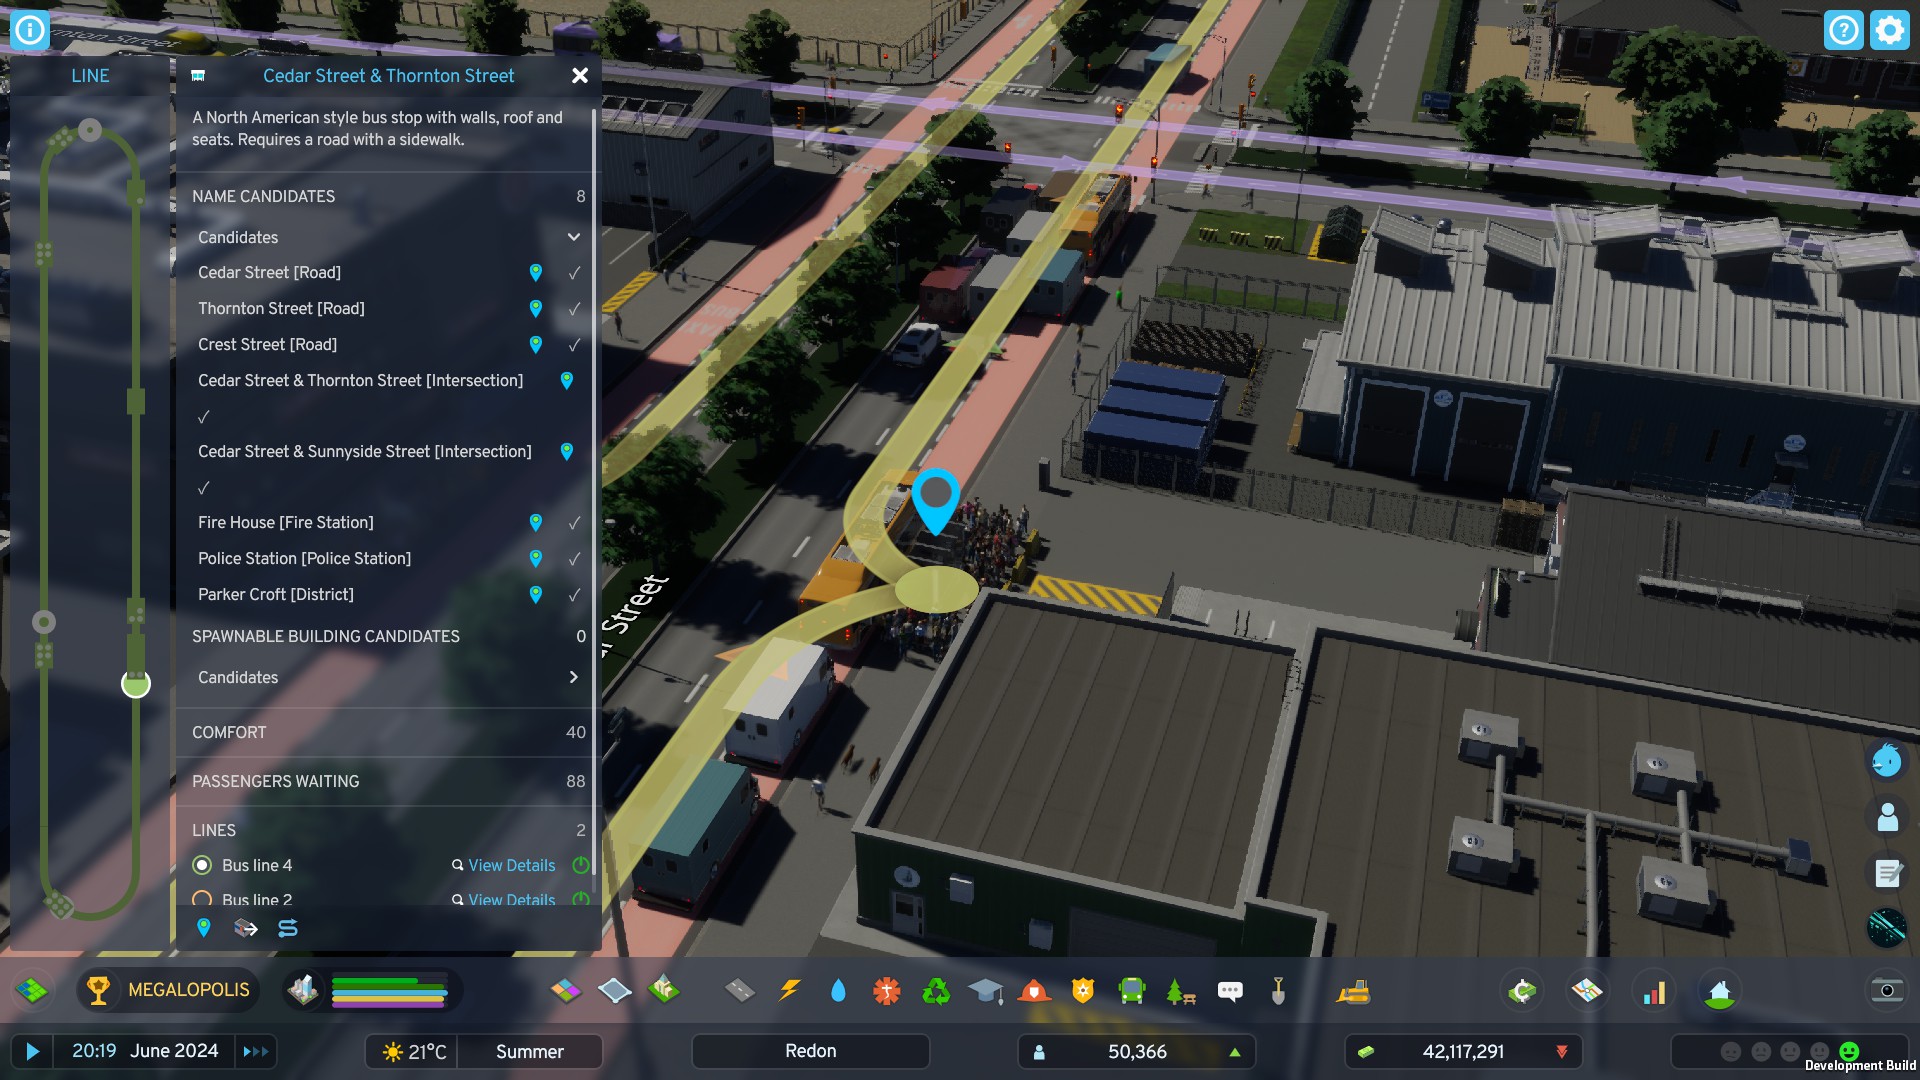 LINE
Cedar Street & Thornton Street
A North American style bus stop with walls, roof and
seats. Requires a road with a sidewalk.
NAME CANDIDATES 8
Candidates
Cedar Street [Road] ✓
Thornton Street [Road] ✓
Crest Street [Road] ✓
Cedar Street & Thornton Street [Intersection]
✓
Cedar Street & Sunnyside Street [Intersection]
✓
Fire House [Fire Station] ✓
Police Station [Police Station] ✓
Parker Croft [District] ✓
SPAWNABLE BUILDING CANDIDATES 0
Candidates
COMFORT 40
PASSENGERS WAITING 88
LINES 2
Bus line 4 View Details
Bus line 2 View Details
Street
MEGALOPOLIS
20:19 June 2024
21°C Summer
Redon
50,366
42,117,291
Development Build